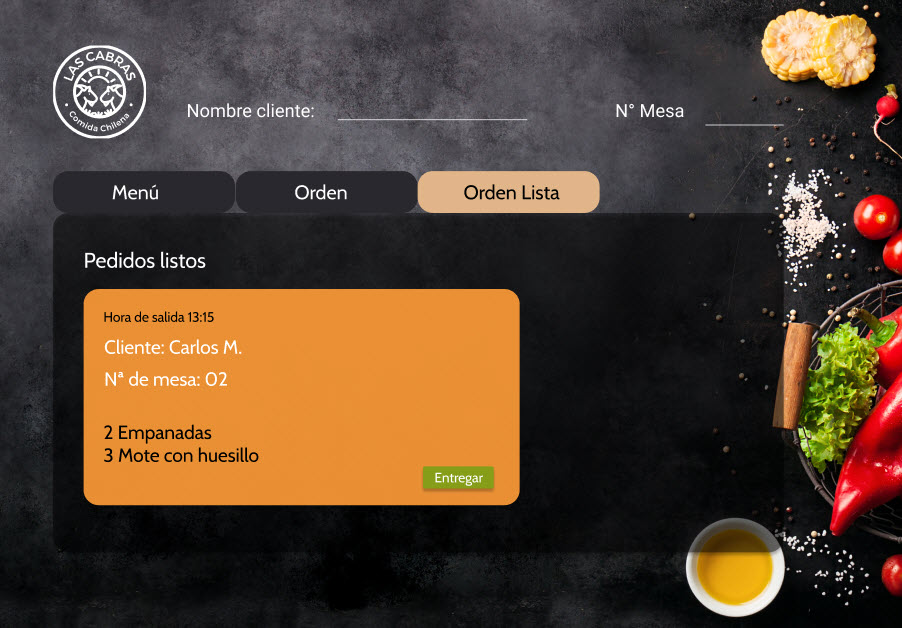 LAS CABRAS
Comida Chilena
Nombre cliente:
N° Mesa
Menú
Orden
Orden Lista
Pedidos listos
Hora de salida 13:15
Cliente: Carlos M.
Nª de mesa: 02
2 Empanadas
3 Mote con huesillo
Entregar